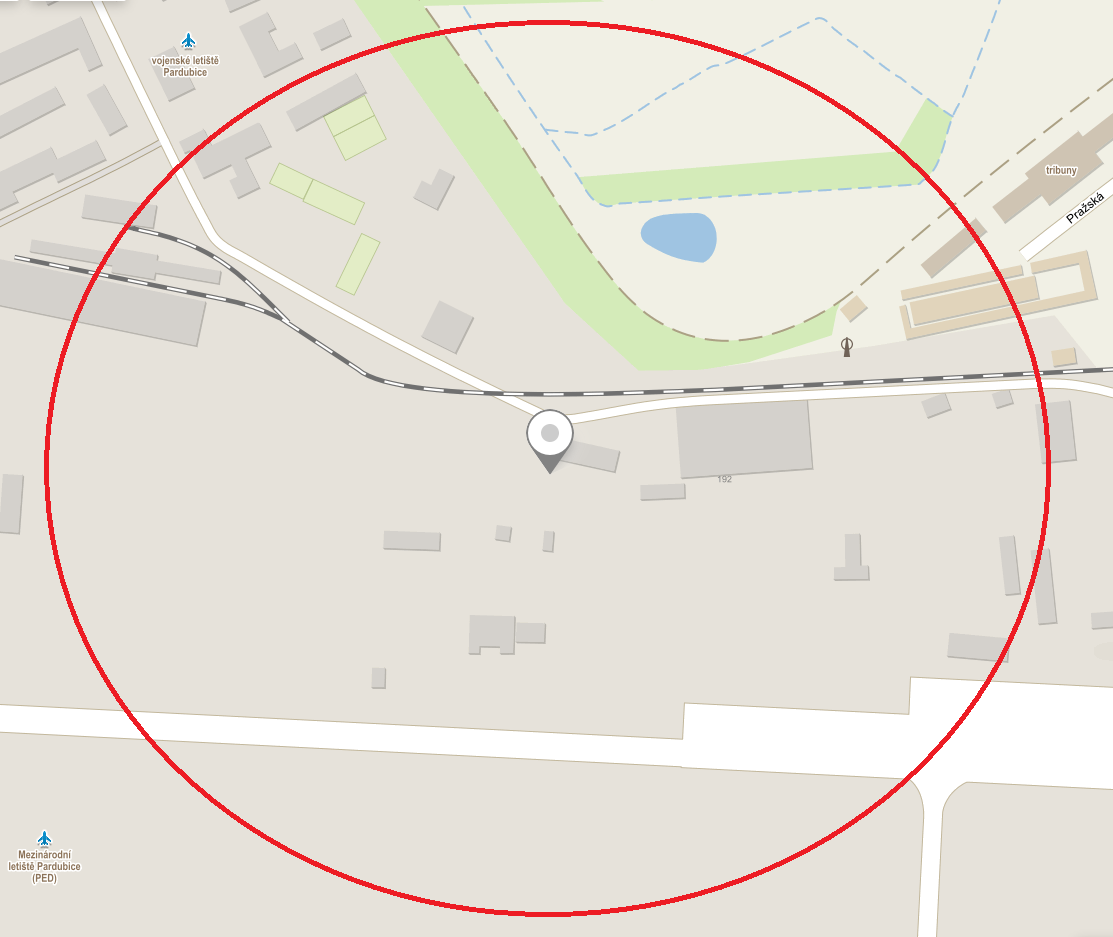 vojenské letiště
Pardubice
tribuny
Pražská
192
Mezinárodní
letiště Pardubice
(PED)